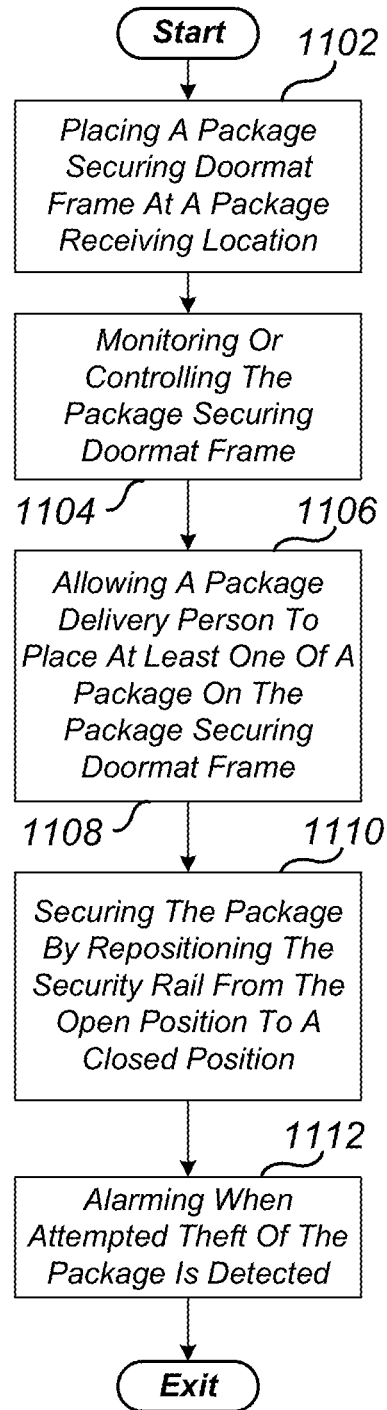 Start
1102
Placing A Package
Securing Doormat
Frame At A Package
Receiving Location
Monitoring Or
Controlling The
Package Securing
Doormat Frame
1104
1106
Allowing A Package
Delivery Person To
Place At Least One Of A
Package On The
Package Securing
Doormat Frame
1108
1110
Securing The Package
By Repositioning The
Security Rail From The
Open Position To A
Closed Position
1112
Alarming When
Attempted Theft Of The
Package Is Detected
Exit